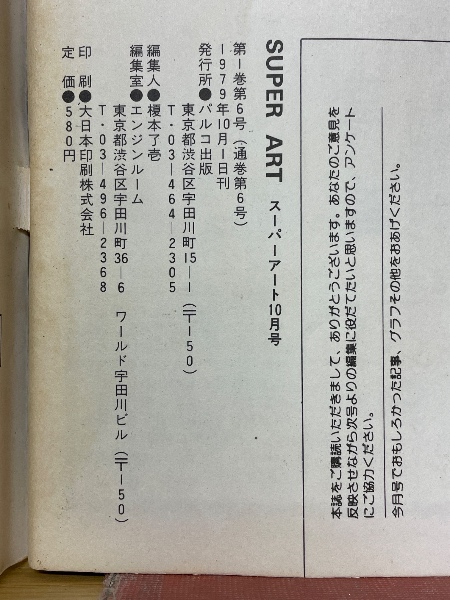 SUPER ART スーパーアート10月号
第1巻第6号(通巻第6号)
1979年10月1日刊
発行所●パルコ出版
東京都渋谷区宇田川町15−1(〒150)
T・03−464−2305
編集人●榎本了壱
編集室●エンジンルーム
東京都渋谷区宇田川町36−6 ワールド宇田川ビル(〒150)
T・03−496−2368
印 刷●大日本印刷株式会社
定 価●580円
本誌をご購読いただきまして、ありがとうございます。あなたのご意見を
反映させながら次号よりの編集に役だてたいと思いますので、アンケート
にご協力ください。
今月号でおもしろかった記事、グラフその他をおあげください。